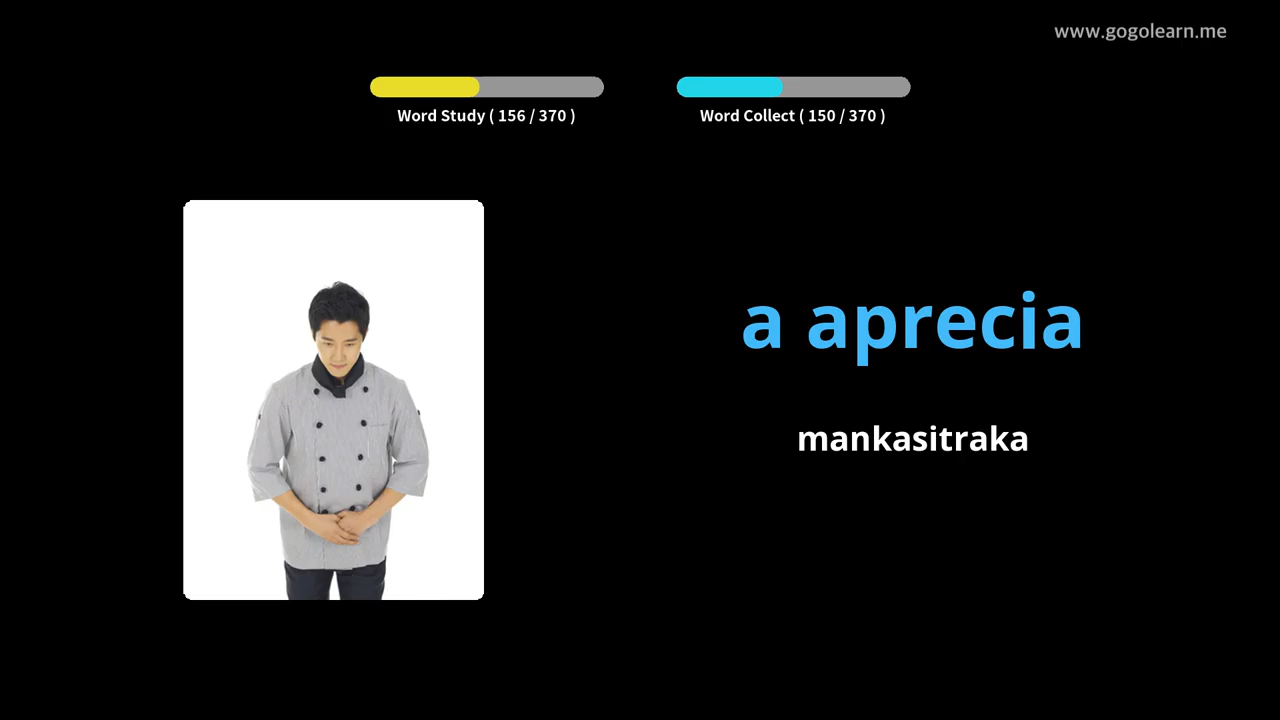 www.gogolearn.me
Word Study ( 156 / 370 )
Word Collect ( 150 / 370 )
a aprecia
mankasitraka